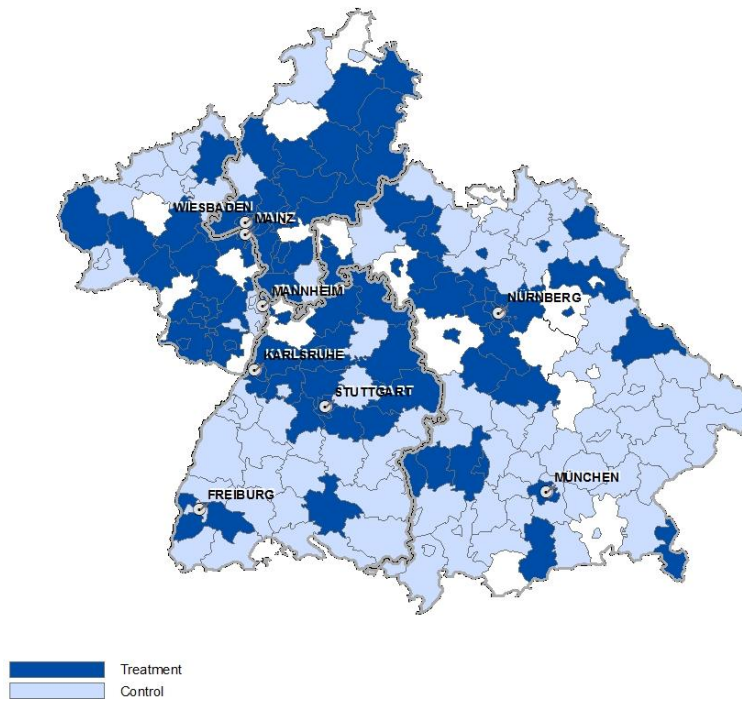 WIESBADEN
MAINZ
MANNHEIM
NÜRNBERG
KARLSRUHE
STUTTGART
MÜNCHEN
FREIBURG
Treatment
Control